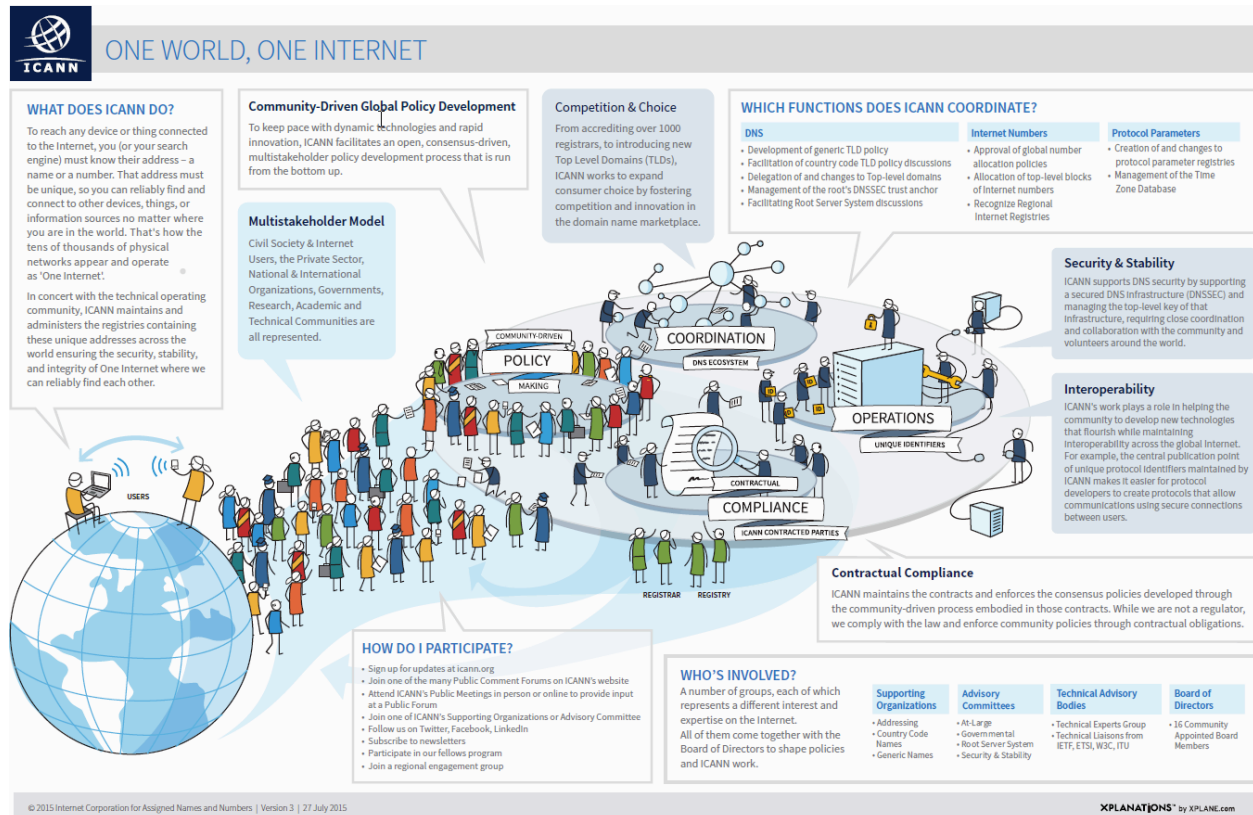 ICANN
ONE WORLD, ONE INTERNET
WHAT DOES ICANN DO?
To reach any device or thing connected
to the Internet, you (or your search
engine) must know their address – a
name or a number. That address must
be unique, so you can reliably find and
connect to other devices, things, or
information sources no matter where
you are in the world. That's how the
tens of thousands of physical
networks appear and operate
as 'One Internet'.
In concert with the technical operating
community, ICANN maintains and
administers the registries containing
these unique addresses across the
world ensuring the security, stability,
and integrity of One Internet where we
can reliably find each other.
Community-Driven Global Policy Development
To keep pace with dynamic technologies and rapid
innovation, ICANN facilitates an open, consensus-driven,
multistakeholder policy development process that is run
from the bottom up.
Multistakeholder Model
Civil Society & Internet
Users, the Private Sector,
National & International
Organizations, Governments,
Research, Academic and
Technical Communities are
all represented.
Competition & Choice
From accrediting over 1000
registrars, to introducing new
Top Level Domains (TLDs),
ICANN works to expand
consumer choice by fostering
competition and innovation in
the domain name marketplace.
WHICH FUNCTIONS DOES ICANN COORDINATE?
DNS
• Development of generic TLD policy
• Facilitation of country code TLD policy discussions
• Delegation of and changes to Top-level domains
• Management of the root's DNSSEC trust anchor
• Facilitating Root Server System discussions
Internet Numbers
• Approval of global number
allocation policies
• Allocation of top-level blocks
of Internet numbers
• Recognize Regional
Internet Registries
Protocol Parameters
• Creation of and changes to
protocol parameter registries
• Management of the Time
Zone Database
Security & Stability
ICANN supports DNS security by supporting
a secured DNS Infrastructure (DNSSEC) and
managing the top-level key of that
infrastructure, requiring close coordination
and collaboration with the community and
volunteers around the world.
Interoperability
ICANN's work plays a role in helping the
community to develop new technologies
that flourish while maintaining
interoperability across the global Internet.
For example, the central publication point
of unique protocol identifiers maintained by
ICANN makes it easier for protocol
developers to create protocols that allow
communications using secure connections
between users.
COMMUNITY-DRIVEN
POLICY
MAKING
COORDINATION
DNS ECOSYSTEM
ID
ID
ID
ID
OPERATIONS
UNIQUE IDENTIFIERS
CONTRACTUAL
COMPLIANCE
ICANN CONTRACTED PARTIES
USERS
REGISTRAR
REGISTRY
Contractual Compliance
ICANN maintains the contracts and enforces the consensus policies developed through
the community-driven process embodied in those contracts. While we are not a regulator,
we comply with the law and enforce community policies through contractual obligations.
HOW DO I PARTICIPATE?
• Sign up for updates at icann.org
• Join one of the many Public Comment Forums on ICANN's website
• Attend ICANN's Public Meetings in person or online to provide input
at a Public Forum
• Join one of ICANN's Supporting Organizations or Advisory Committee
• Follow us on Twitter, Facebook, LinkedIn
• Subscribe to newsletters
• Participate in our fellows program
• Join a regional engagement group
WHO'S INVOLVED?
A number of groups, each of which
represents a different interest and
expertise on the Internet.
All of them come together with the
Board of Directors to shape policies
and ICANN work.
Supporting
Organizations
• Addressing
• Country Code
Names
• Generic Names
Advisory
Committees
• At-Large
• Governmental
• Root Server System
• Security & Stability
Technical Advisory
Bodies
• Technical Experts Group
• Technical Liaisons from
IETF, ETSI, W3C, ITU
Board of
Directors
• 16 Community
Appointed Board
Members
© 2015 Internet Corporation for Assigned Names and Numbers | Version 3 | 27 July 2015
XPLANATiONS™ by XPLANE.com